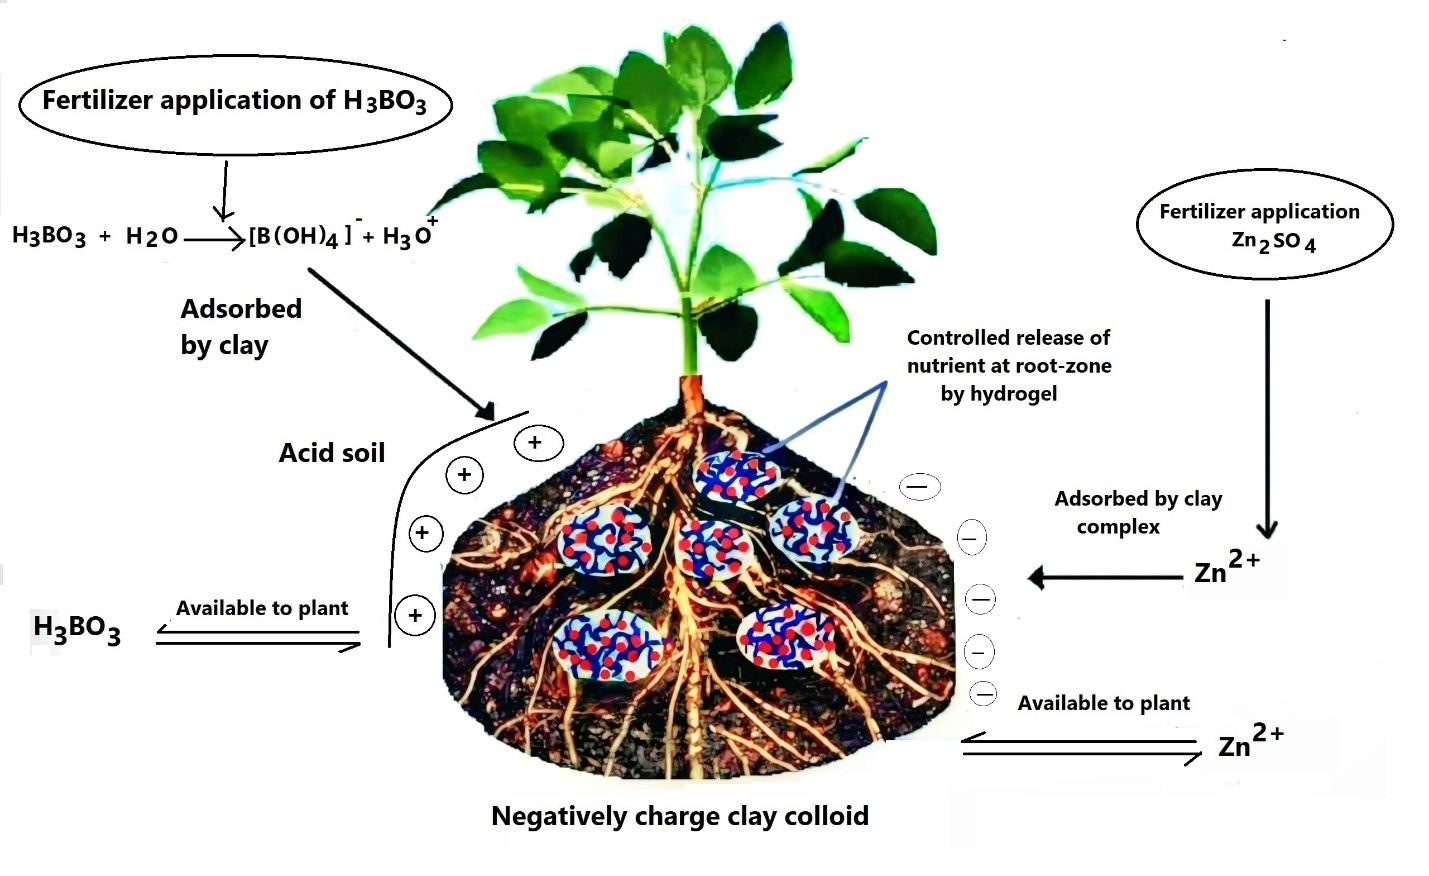 Fertilizer application of H3BO3
H3BO3 + H2O → [B(OH)4]- + H3O+
Adsorbed
by clay
Acid soil
+
+
+
+
Available to plant
H3BO3
Controlled release of
nutrient at root-zone
by hydrogel
Fertilizer application
Zn2SO4
Adsorbed by clay
complex
Zn2+
−
−
−
−
−
Available to plant
Zn2+
Negatively charge clay colloid